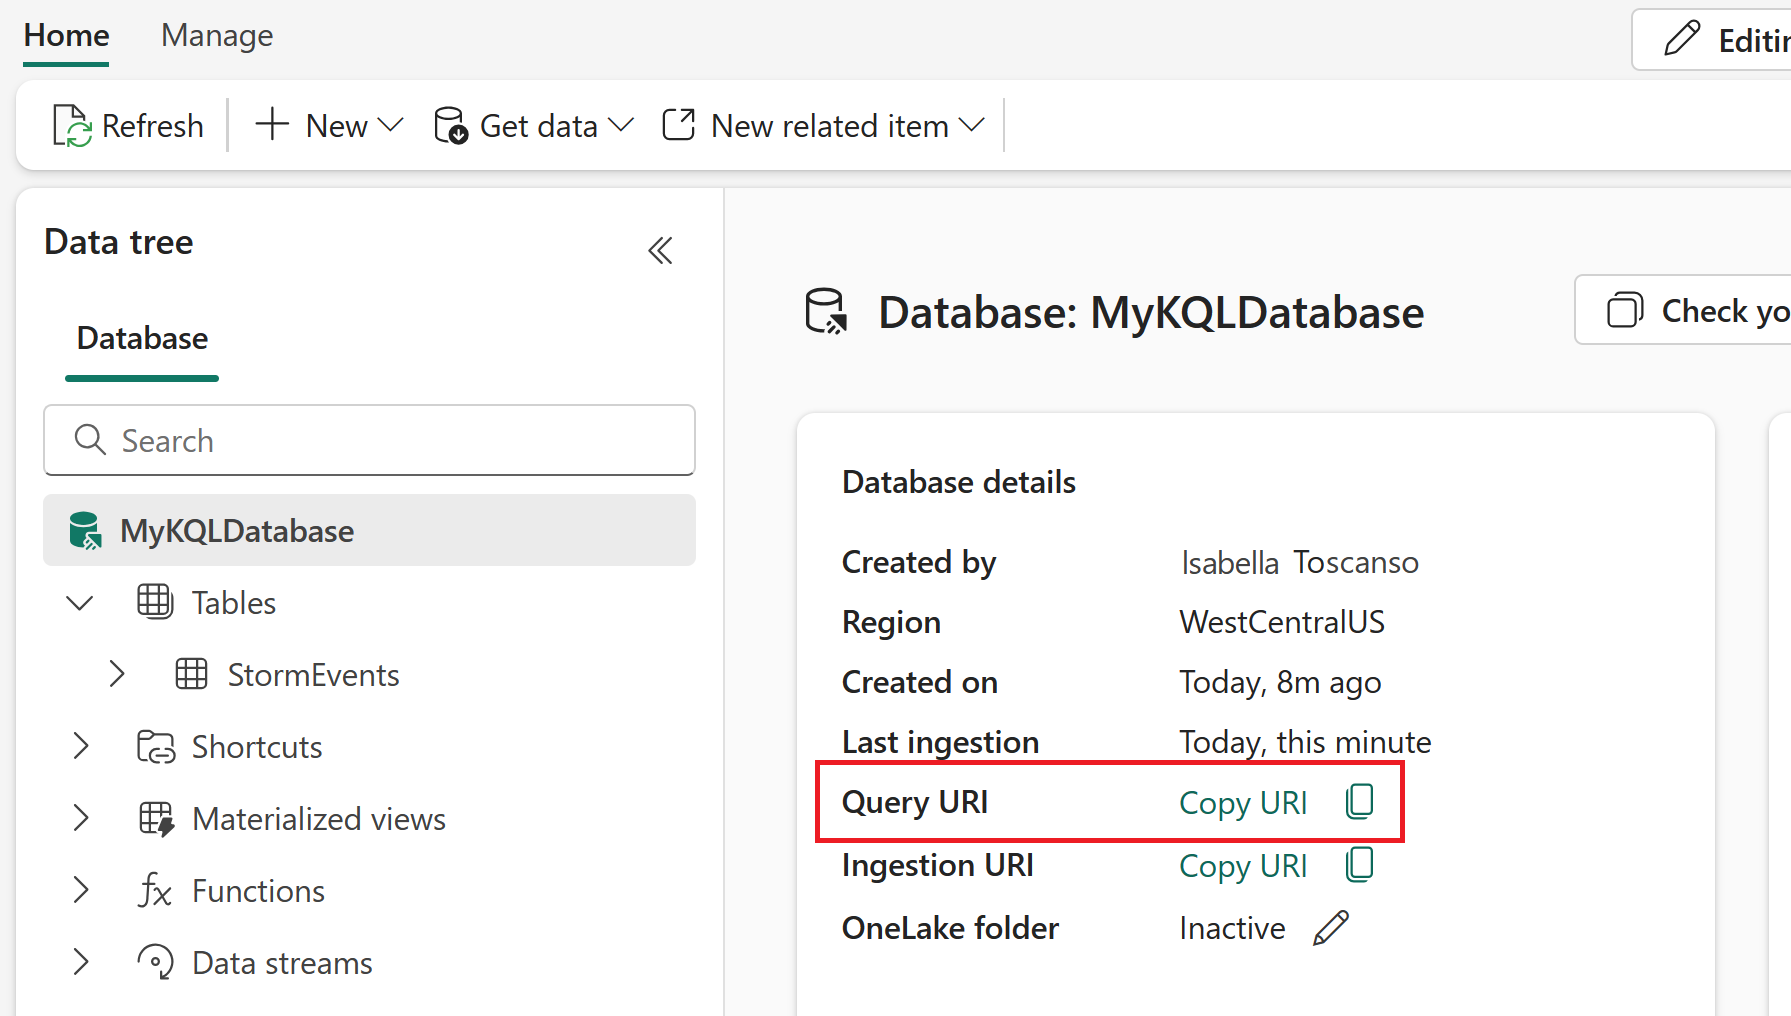 Home Manage
Refresh New Get data New related item
Data tree
Database
Search
MyKQLDatabase
Tables
StormEvents
Shortcuts
Materialized views
Functions
Data streams
Database: MyKQLDatabase
Database details
Created by Isabella Toscanso
Region WestCentralUS
Created on Today, 8m ago
Last ingestion Today, this minute
Query URI Copy URI
Ingestion URI Copy URI
OneLake folder Inactive
Check